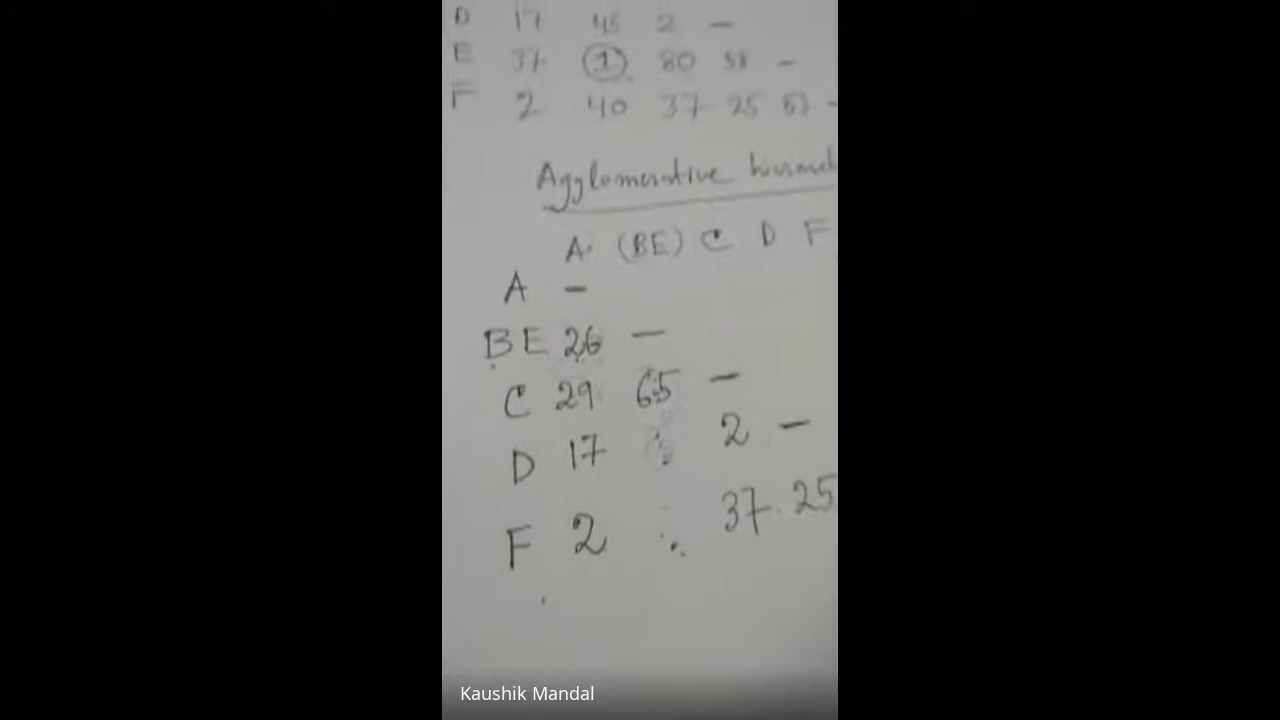 D 17 45 2 -
E 37 1 80 58 -
F 2 40 37 25 53 -
Agglomerative
A (BE) C D F
A -
BE 26 -
C 29 65 -
D 17 2 -
F 2 37 25
Kaushik Mandal